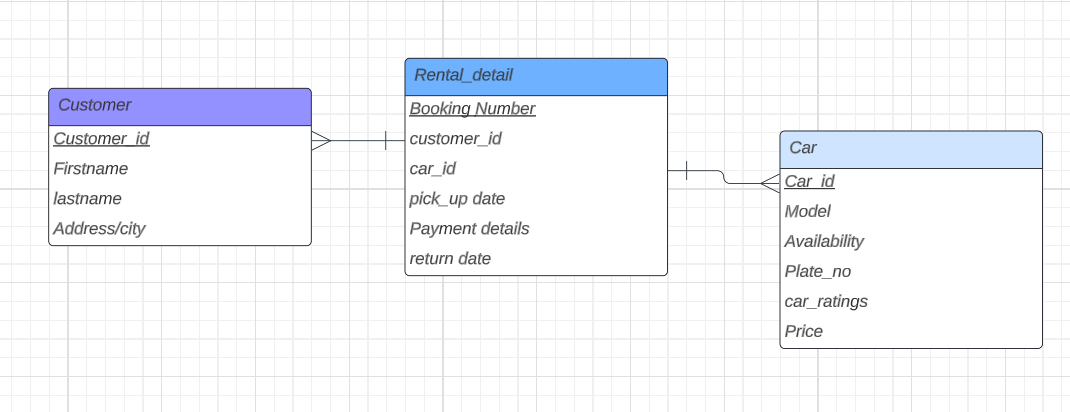 Customer
Customer_id
Firstname
lastname
Address/city
Rental_detail
Booking Number
customer_id
car_id
pick_up date
Payment details
return date
Car
Car_id
Model
Availability
Plate_no
car_ratings
Price